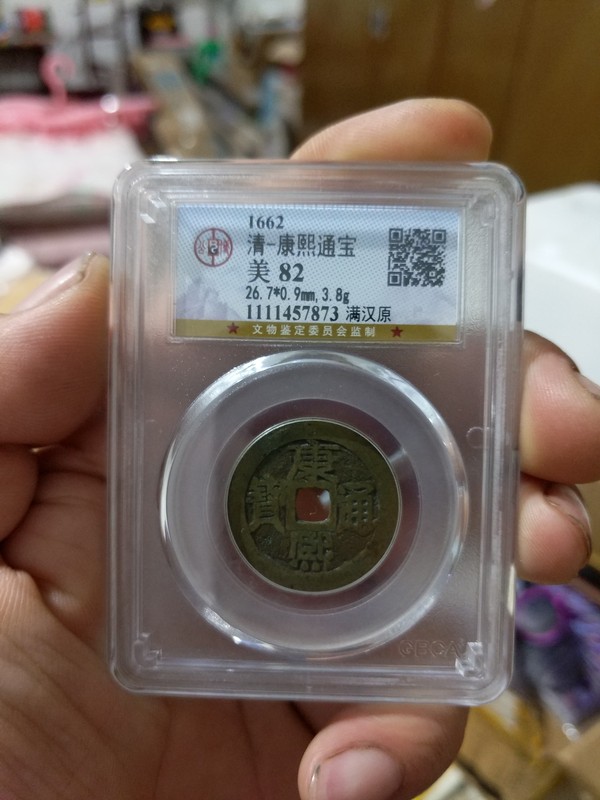 1662
清-康熙通宝
美 82
26.7*0.9mm, 3.8g
1111457873 满汉原
★ 文物鉴定委员会监制 ★
康
寳 通
熙
GBCA